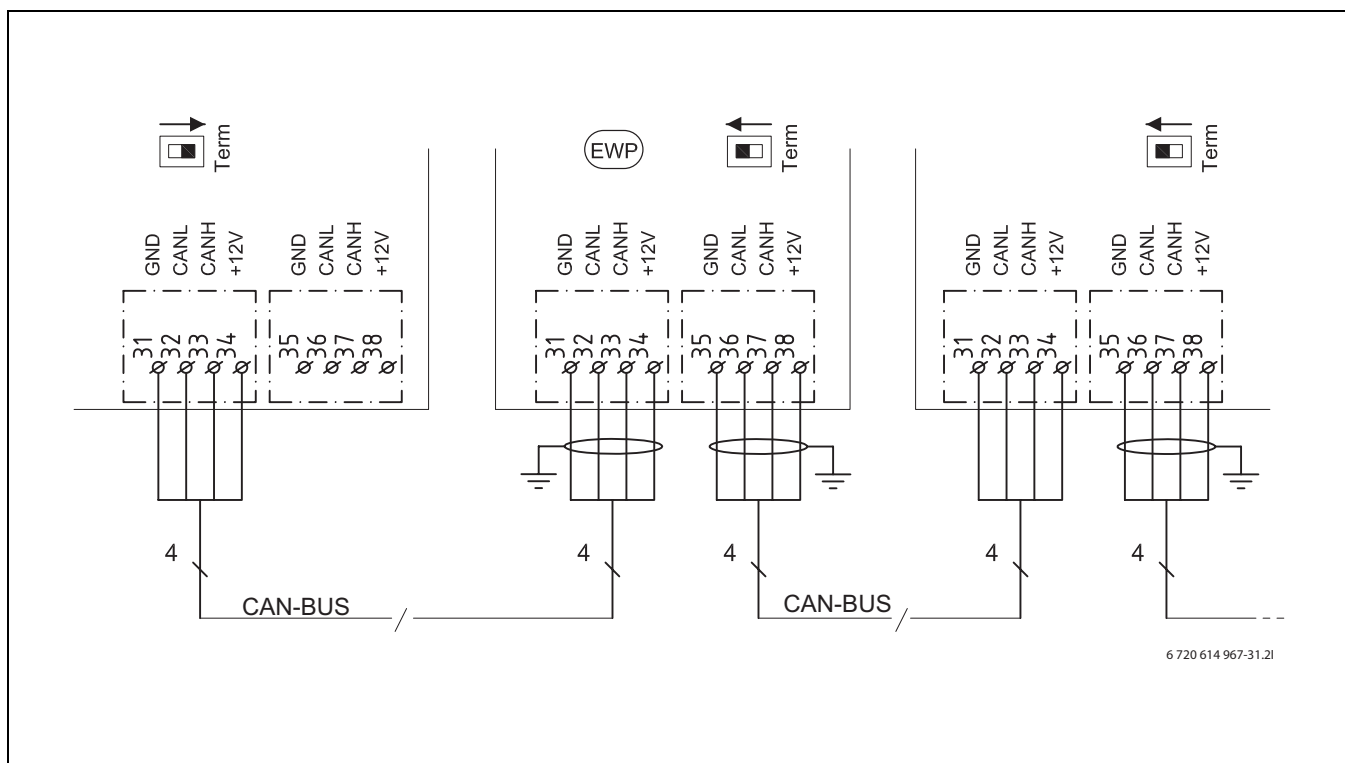 Term
EWP
Term
Term
GND CANL CANH +12V
GND CANL CANH +12V
GND CANL CANH +12V
GND CANL CANH +12V
GND CANL CANH +12V
GND CANL CANH +12V
31 32 33 34
35 36 37 38
31 32 33 34
35 36 37 38
31 32 33 34
35 36 37 38
4
4
4
4
4
CAN-BUS
CAN-BUS
6 720 614 967-31.2I